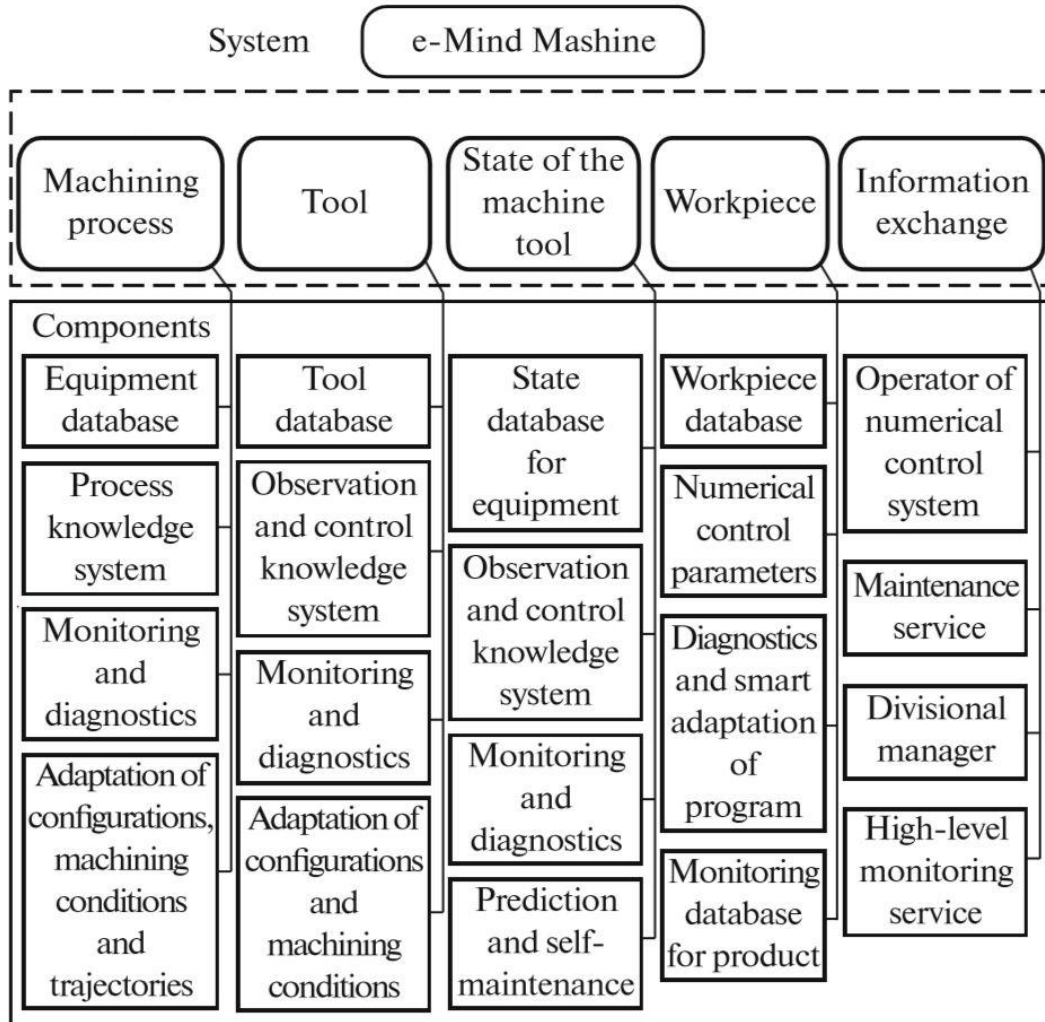 System
e-Mind Mashine
Machining
process
Tool
State of the
machine
tool
Workpiece
Information
exchange
Components
Equipment
database
Process
knowledge
system
Monitoring
and
diagnostics
Adaptation of
configurations,
machining
conditions
and
trajectories
Tool
database
Observation
and control
knowledge
system
Monitoring
and
diagnostics
Adaptation of
configurations
and
machining
conditions
State
database
for
equipment
Observation
and control
knowledge
system
Monitoring
and
diagnostics
Prediction
and self-
maintenance
Workpiece
database
Numerical
control
parameters
Diagnostics
and smart
adaptation
of
program
Monitoring
database
for product
Operator of
numerical
control
system
Maintenance
service
Divisional
manager
High-level
monitoring
service